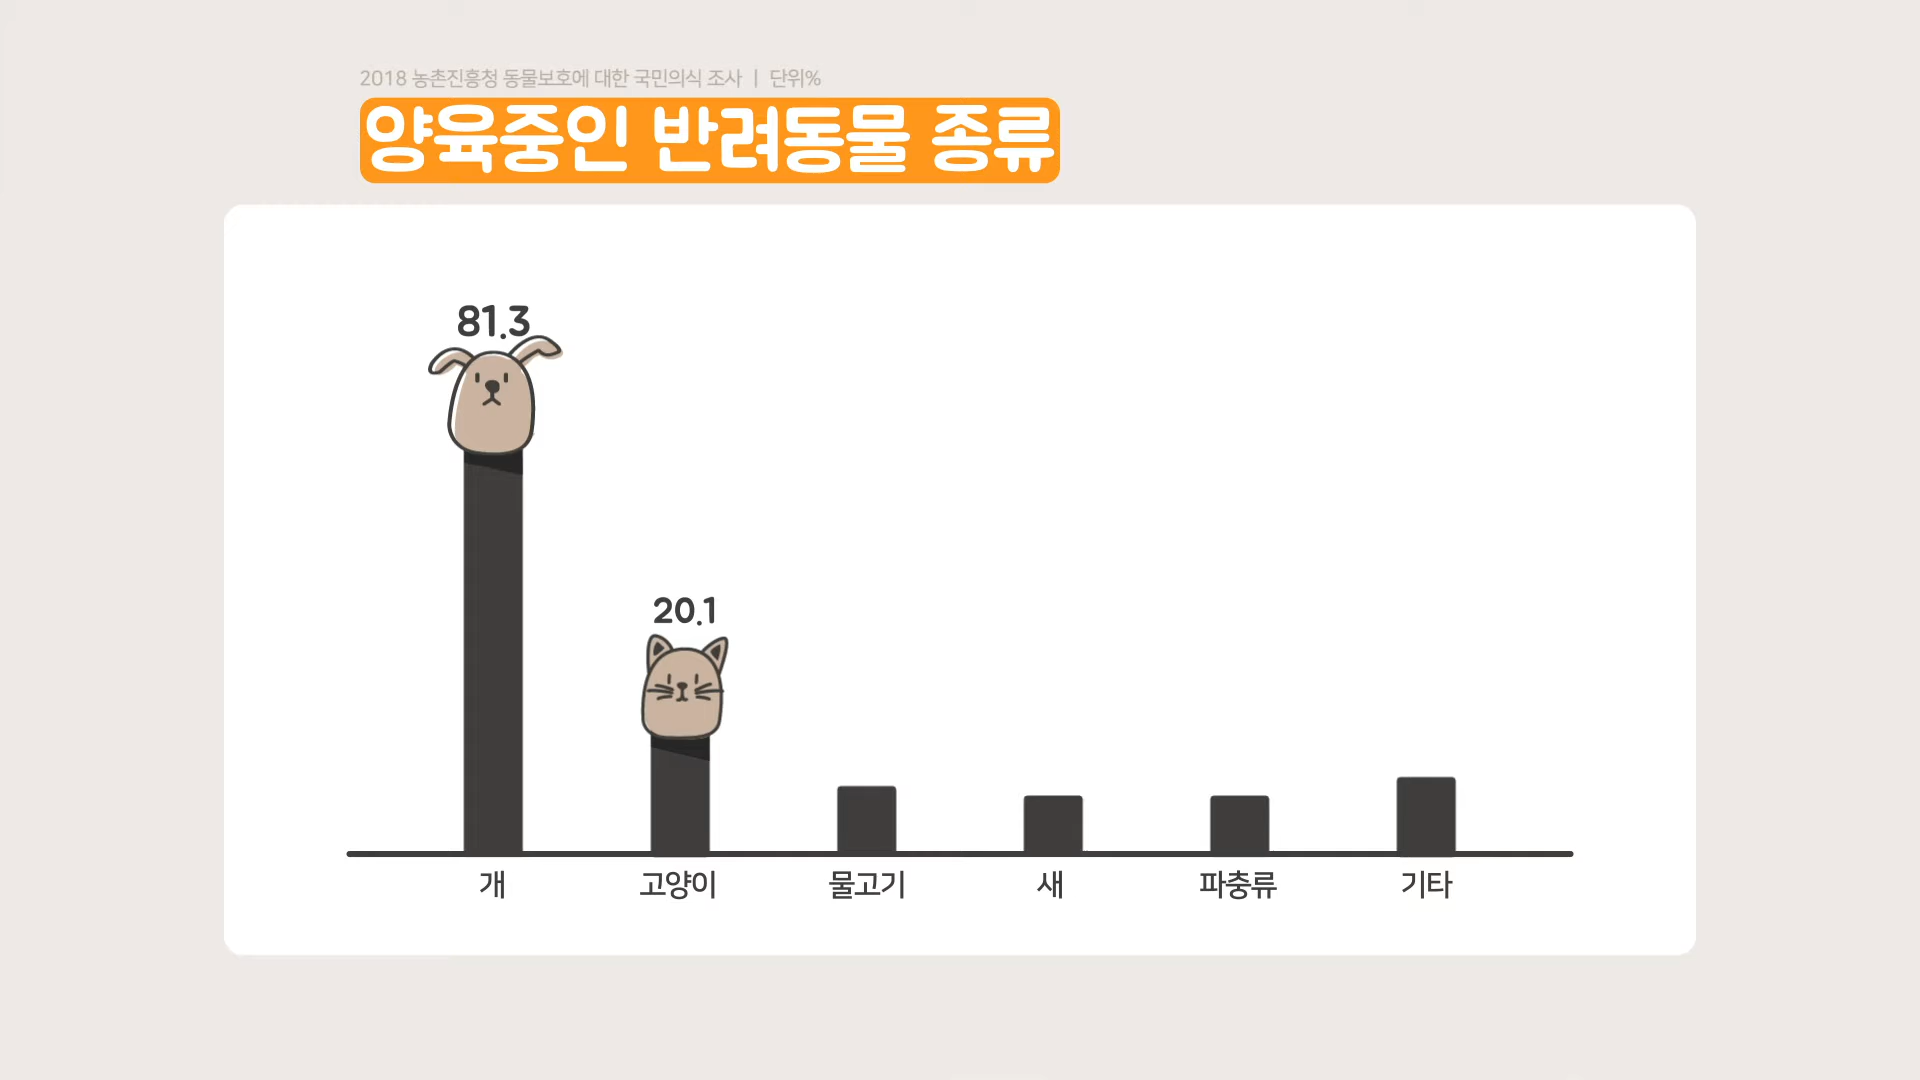 2018 농촌진흥청 동물보호에 대한 국민의식 조사 | 단위%
양육중인 반려동물 종류
81.3
20.1
개 고양이 물고기 새 파충류 기타